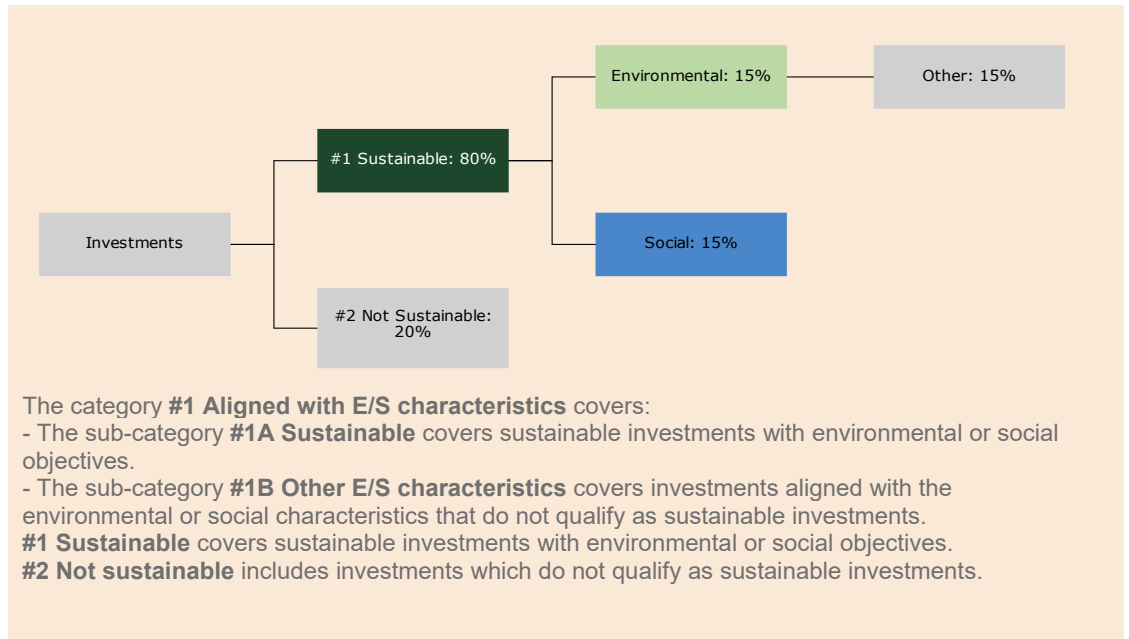 Environmental: 15%
Other: 15%
#1 Sustainable: 80%
Investments
Social: 15%
#2 Not Sustainable:
20%
The category #1 Aligned with E/S characteristics covers:
- The sub-category #1A Sustainable covers sustainable investments with environmental or social
objectives.
- The sub-category #1B Other E/S characteristics covers investments aligned with the
environmental or social characteristics that do not qualify as sustainable investments.
#1 Sustainable covers sustainable investments with environmental or social objectives.
#2 Not sustainable includes investments which do not qualify as sustainable investments.